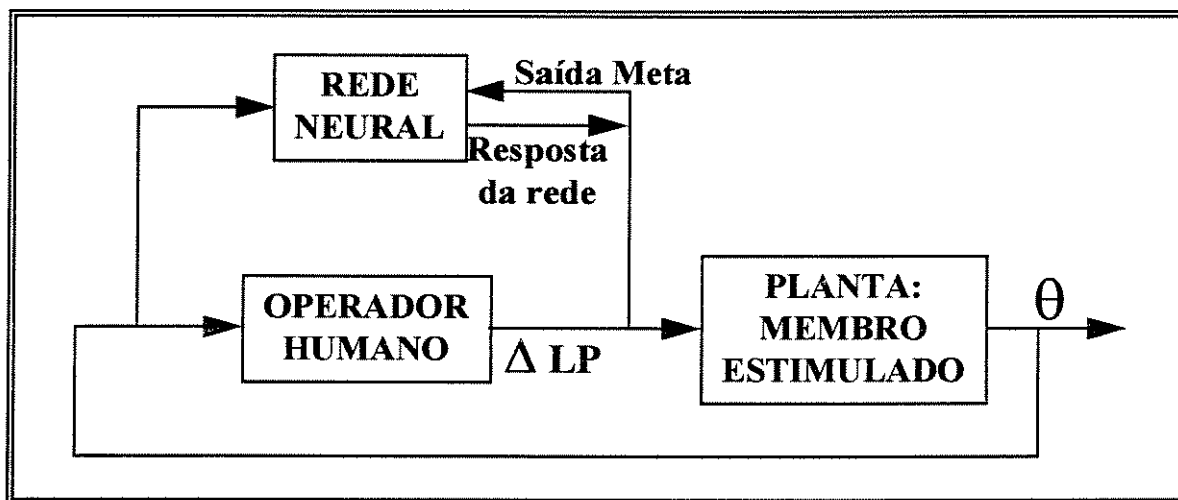 REDE
NEURAL
Saída Meta
Resposta
da rede
OPERADOR
HUMANO
Δ LP
PLANTA:
MEMBRO
ESTIMULADO
θ